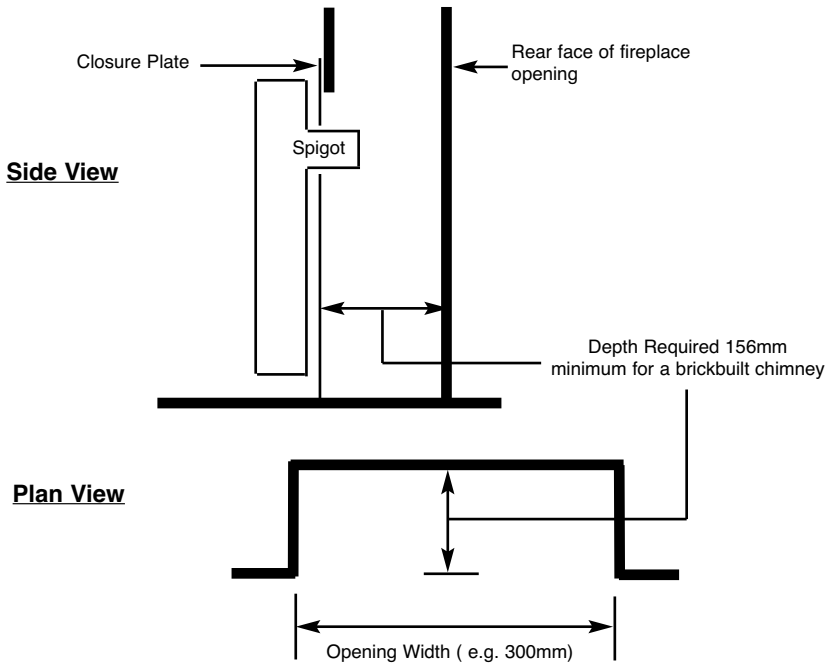 Closure Plate
Rear face of fireplace
opening
Spigot
Side View
Depth Required 156mm
minimum for a brickbuilt chimney
Plan View
Opening Width ( e.g. 300mm)